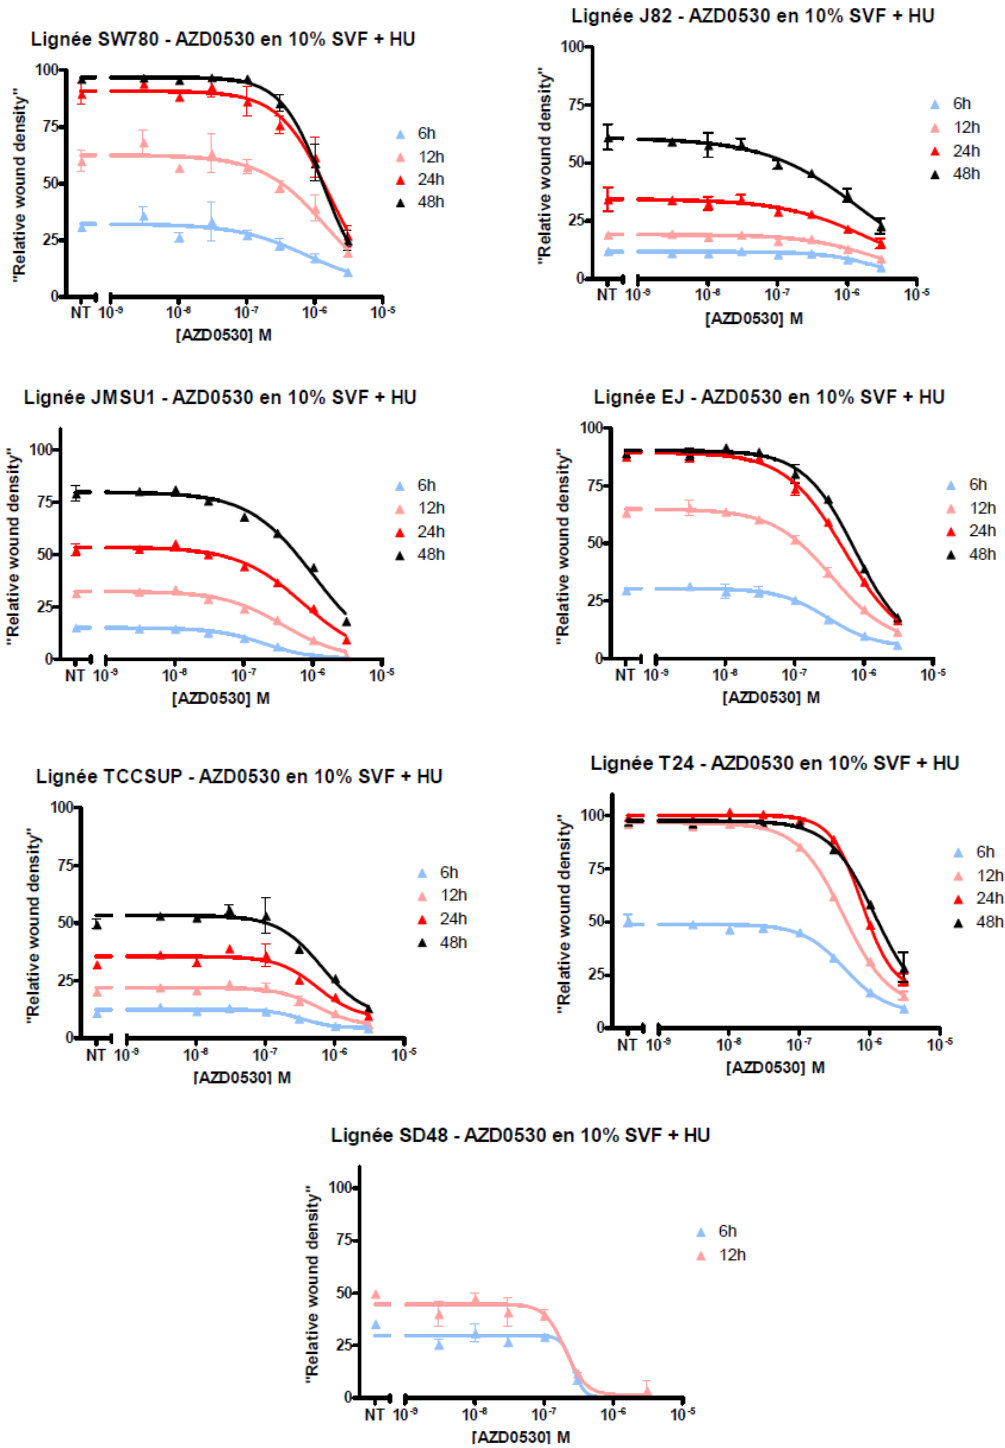 Lignée SW780 - AZD0530 en 10% SVF + HU
"Relative wound density"
100
75
50
25
0
NT 10-9 10-8 10-7 10-6 10-5
[AZD0530] M
6h
12h
24h
48h
Lignée J82 - AZD0530 en 10% SVF + HU
"Relative wound density"
100
75
50
25
0
NT 10-9 10-8 10-7 10-6 10-5
[AZD0530] M
6h
12h
24h
48h
Lignée JMSU1 - AZD0530 en 10% SVF + HU
"Relative wound density"
100
75
50
25
0
NT 10-9 10-8 10-7 10-6 10-5
[AZD0530] M
6h
12h
24h
48h
Lignée EJ - AZD0530 en 10% SVF + HU
"Relative wound density"
100
75
50
25
0
NT 10-9 10-8 10-7 10-6 10-5
[AZD0530] M
6h
12h
24h
48h
Lignée TCCSUP - AZD0530 en 10% SVF + HU
"Relative wound density"
100
75
50
25
0
NT 10-9 10-8 10-7 10-6 10-5
[AZD0530] M
6h
12h
24h
48h
Lignée T24 - AZD0530 en 10% SVF + HU
"Relative wound density"
100
75
50
25
0
NT 10-9 10-8 10-7 10-6 10-5
[AZD0530] M
6h
12h
24h
48h
Lignée SD48 - AZD0530 en 10% SVF + HU
"Relative wound density"
100
75
50
25
0
NT 10-9 10-8 10-7 10-6 10-5
[AZD0530] M
6h
12h